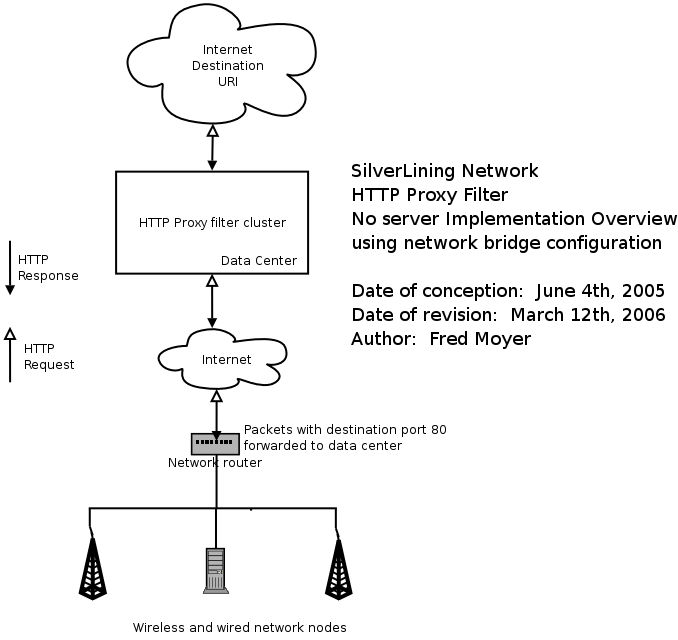 Internet
Destination
URI
SilverLining Network
HTTP Proxy Filter
No server Implementation Overview
using network bridge configuration
Date of conception:  June 4th, 2005
Date of revision:  March 12th, 2006
Author:  Fred Moyer
HTTP Proxy filter cluster
Data Center
HTTP
Response
HTTP
Request
Internet
Packets with destination port 80
forwarded to data center
Network router
Wireless and wired network nodes